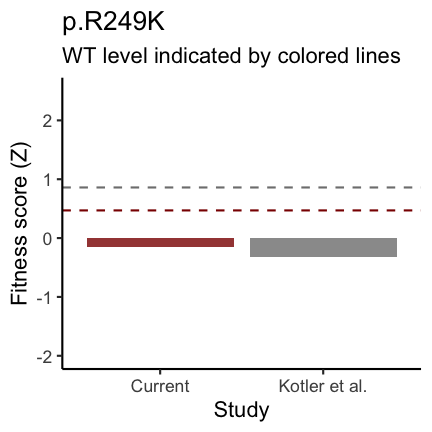 p.R249K
WT level indicated by colored lines
Fitness score (Z)
2
1
0
-1
-2
Current
Kotler et al.
Study